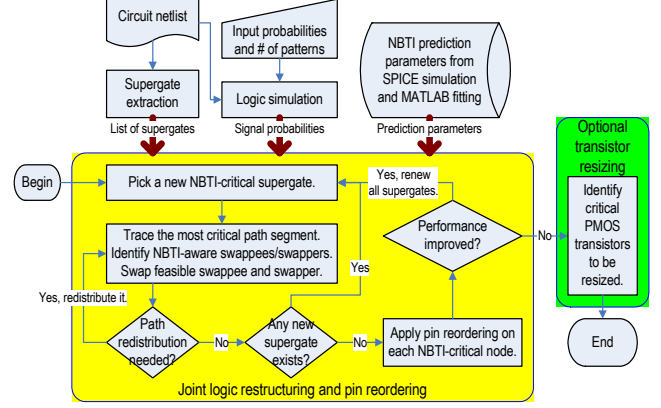 Circuit netlist
Input probabilities
and # of patterns
NBTI prediction
parameters from
SPICE simulation
and MATLAB fitting
Supergate
extraction
Logic simulation
List of supergates
Signal probabilities
Prediction parameters
Optional
transistor
resizing
Begin
Pick a new NBTI-critical supergate.
Yes, renew
all supergates.
Identify
critical
PMOS
transistors
to be
resized.
Trace the most critical path segment.
Identify NBTI-aware swappees/swappers.
Swap feasible swappee and swapper.
Performance
improved?
No
Yes
Yes, redistribute it.
Path
redistribution
needed?
No
Any new
supergate
exists?
No
Apply pin reordering on
each NBTI-critical node.
End
Joint logic restructuring and pin reordering